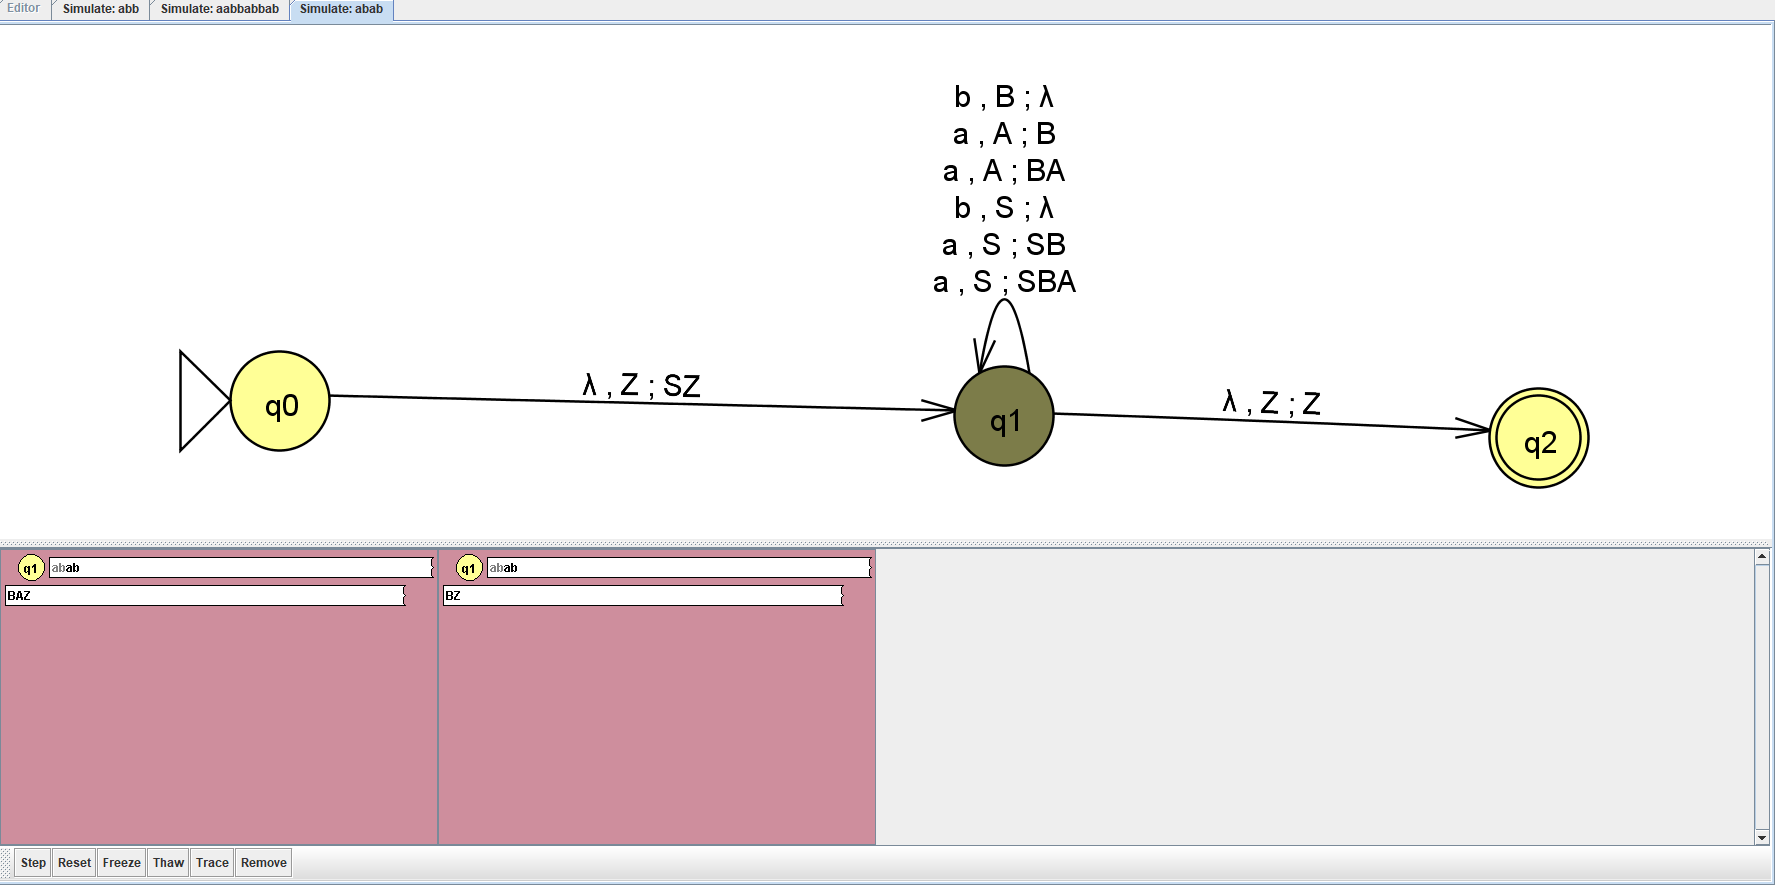 Editor Simulate: abb Simulate: aabbabbab Simulate: abab
b , B ; λ
a , A ; B
a , A ; BA
b , S ; λ
a , S ; SB
a , S ; SBA
λ , Z ; SZ
λ , Z ; Z
q0
q1
q2
q1 abab
BAZ
q1 abab
BZ
Step Reset Freeze Thaw Trace Remove